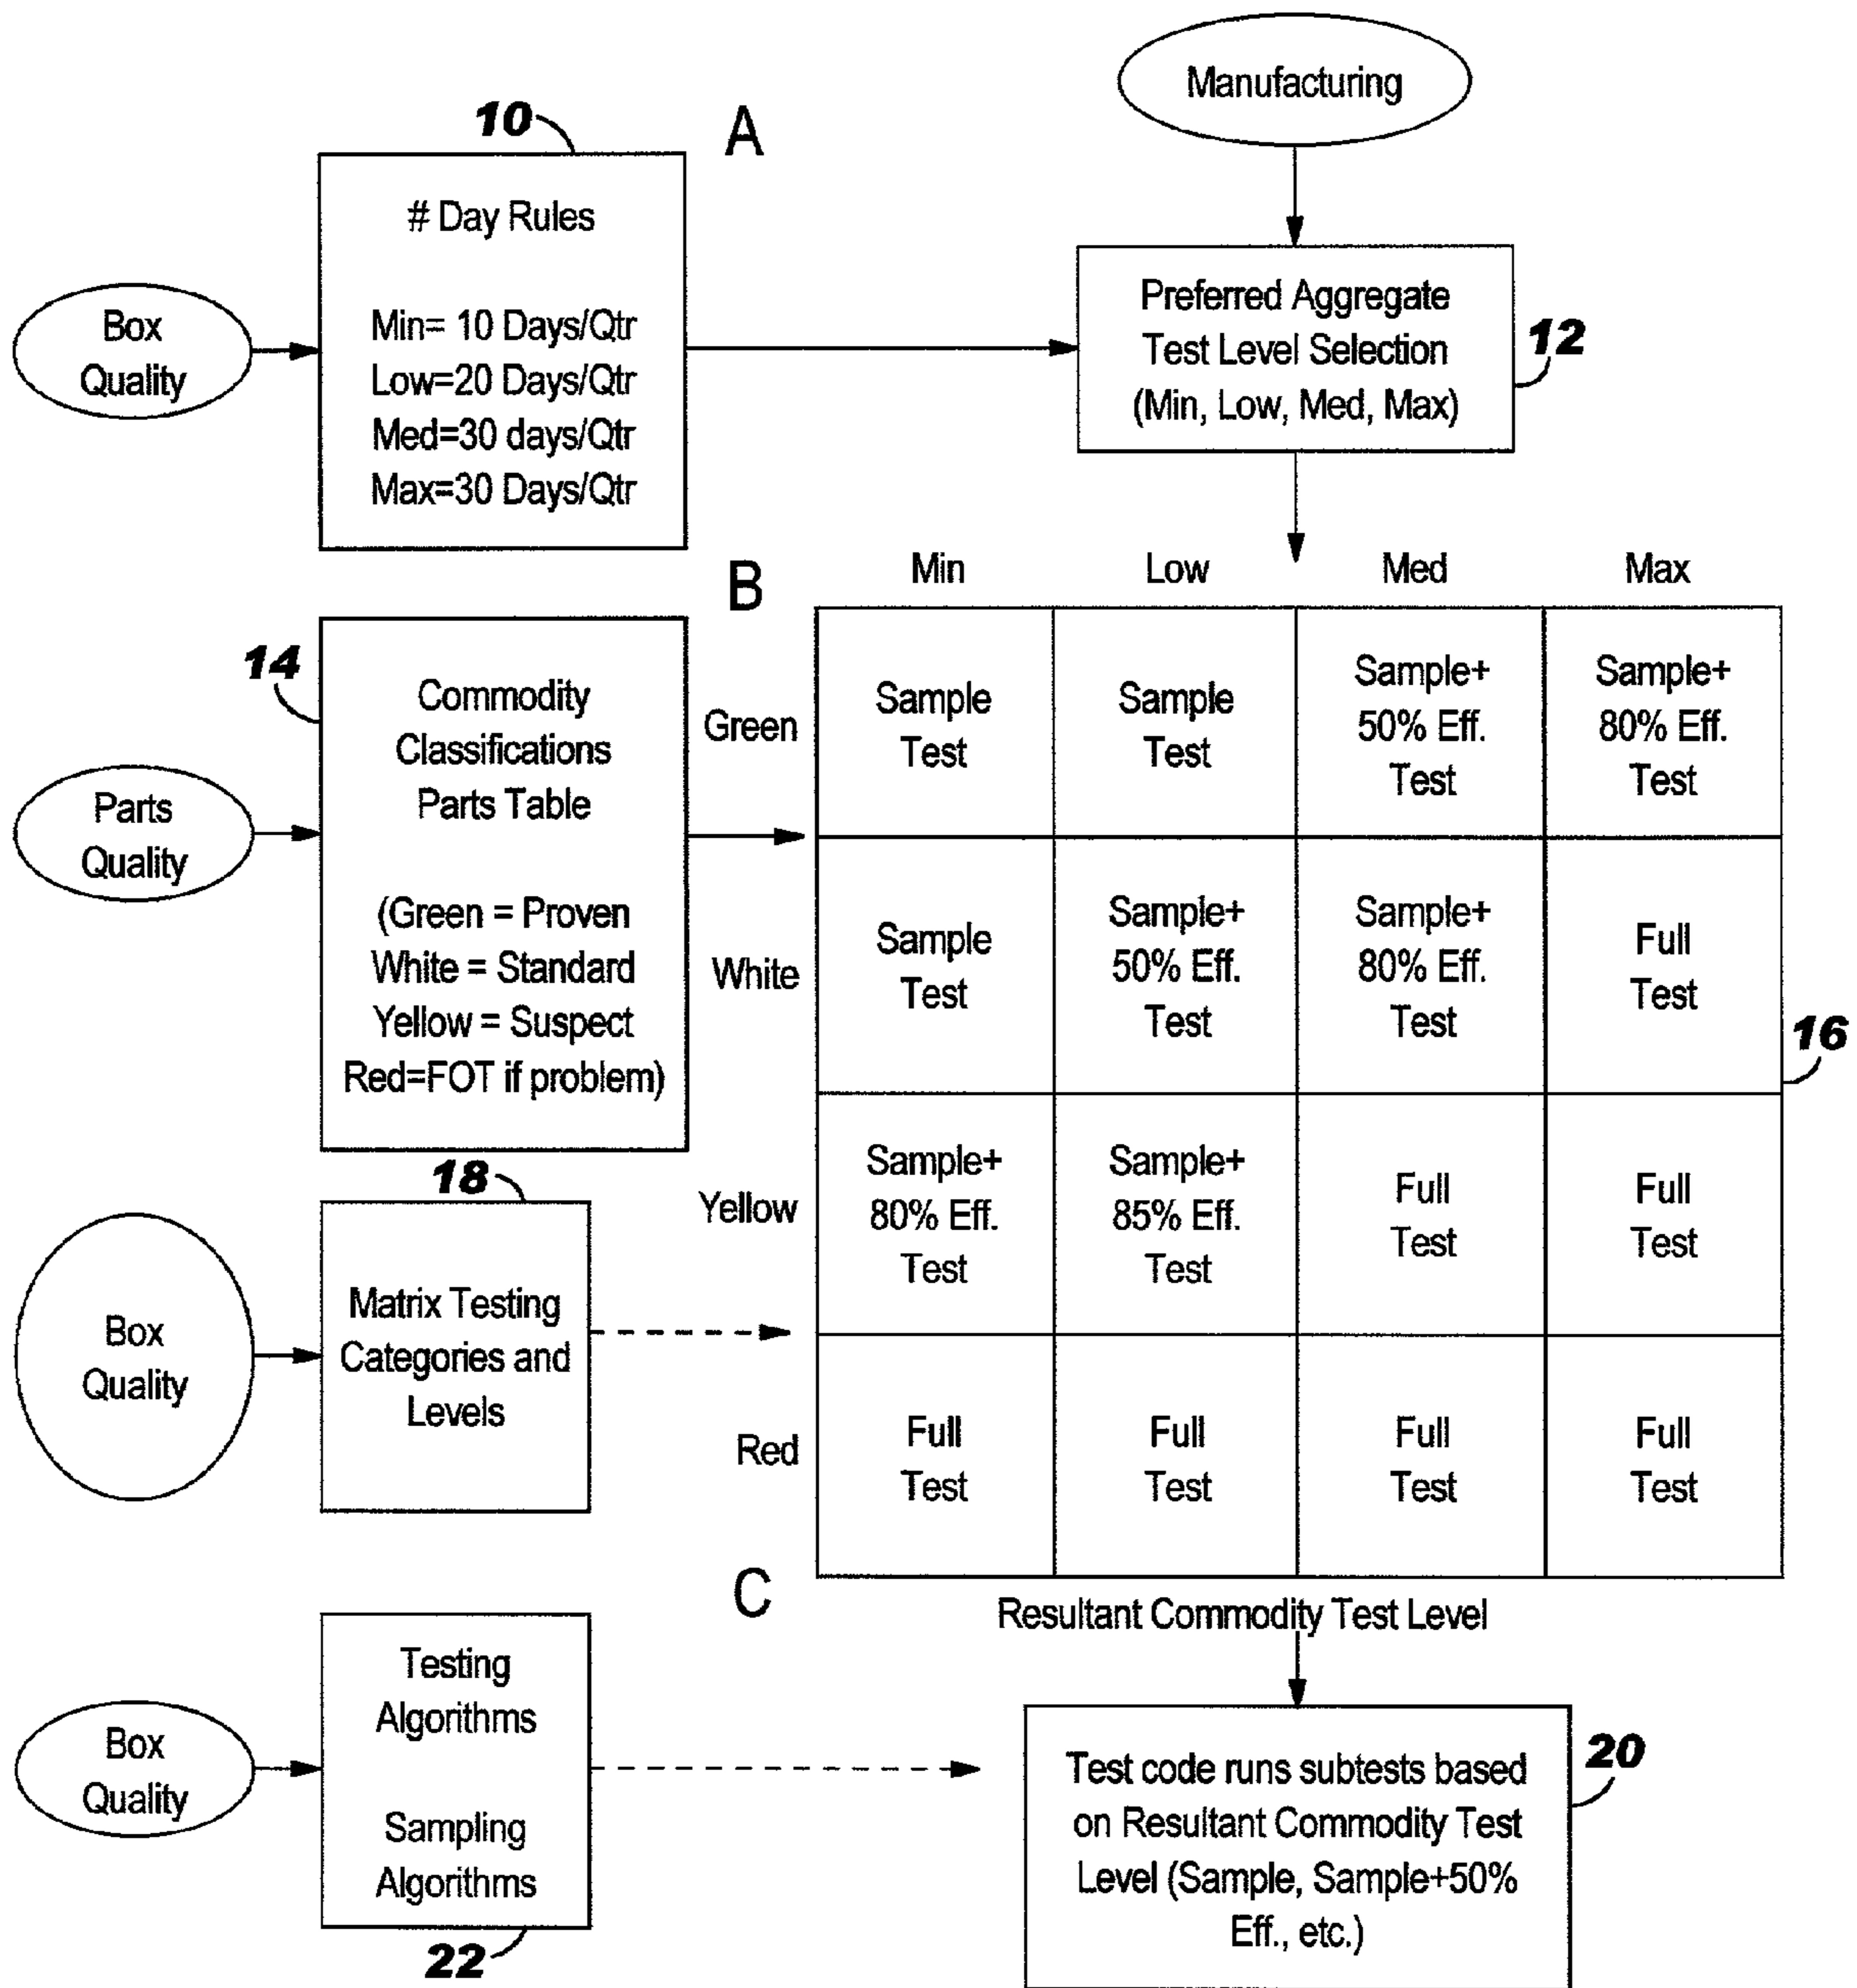 Manufacturing
10
A
# Day Rules
Min= 10 Days/Qtr
Low=20 Days/Qtr
Med=30 days/Qtr
Max=30 Days/Qtr
Box
Quality
Preferred Aggregate
Test Level Selection
(Min, Low, Med, Max)
12
B
Min
Low
Med
Max
14
Commodity
Classifications
Parts Table
(Green = Proven
White = Standard
Yellow = Suspect
Red=FOT if problem)
Parts
Quality
Green
Sample
Test
Sample
Test
Sample+
50% Eff.
Test
Sample+
80% Eff.
Test
White
Sample
Test
Sample+
50% Eff.
Test
Sample+
80% Eff.
Test
Full
Test
16
Yellow
Sample+
80% Eff.
Test
Sample+
85% Eff.
Test
Full
Test
Full
Test
18
Box
Quality
Matrix Testing
Categories and
Levels
Red
Full
Test
Full
Test
Full
Test
Full
Test
C
Resultant Commodity Test Level
Box
Quality
Testing
Algorithms
Sampling
Algorithms
22
Test code runs subtests based
on Resultant Commodity Test
Level (Sample, Sample+50%
Eff., etc.)
20